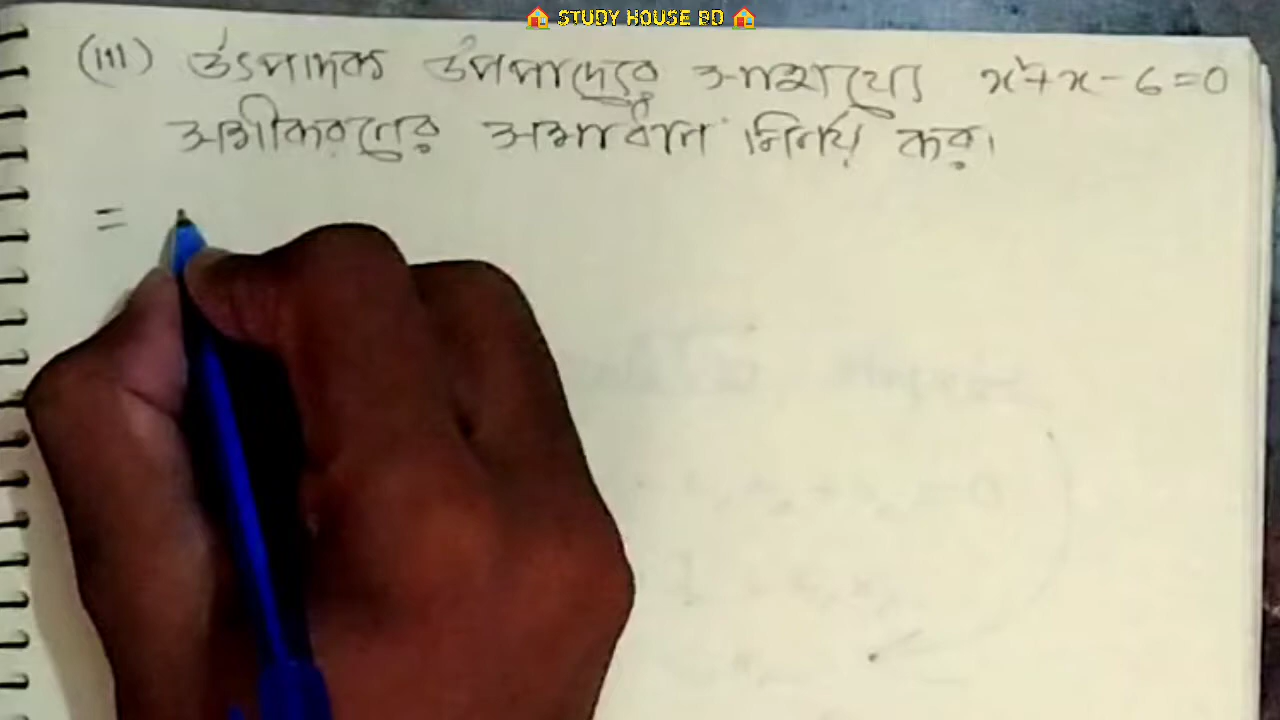 🏠 STUDY HOUSE BD 🏠
(iii) উৎপাদক উপপাদ্যের সাহায্যে x²+x-6=0
সমীকরণের সমাধান নির্ণয় কর।
=